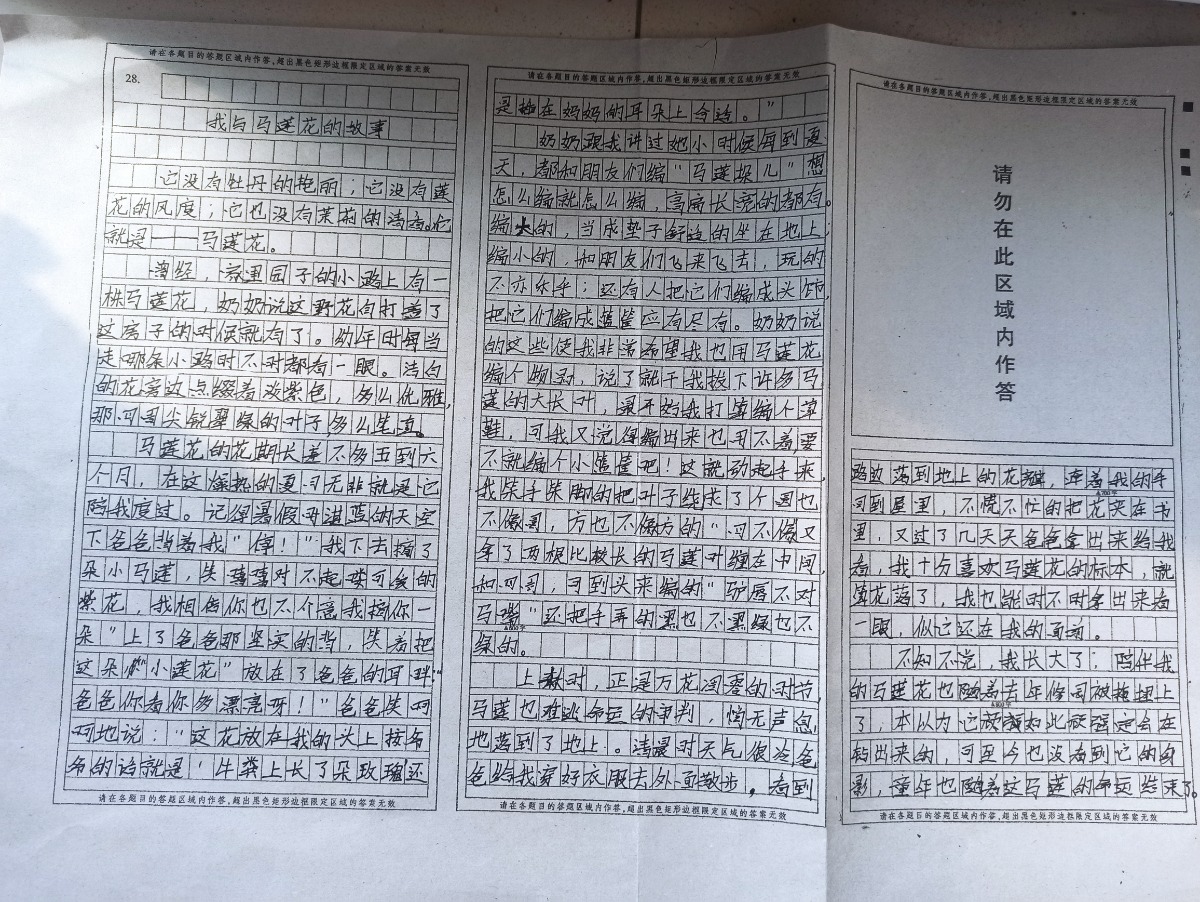 请在各题目的答题区域内作答,超出黑色矩形边框限定区域的答案无效
28.
我与马莲花的故事
它没有牡丹的艳丽；它没有莲
花的风度；它也没有茉莉的清香。它
就是——马莲花。
曾经，家里园子的小路上有一
株马莲花，奶奶说这野花自打盖了
这房子的时候就有了。幼年时每当
走哪条小路时不时都看一眼。洁白
的花旁边点缀着淡紫色，多么优雅，
那可周尖锐翠绿的叶子，多么笔直。
马莲花的花期长差不多五到六
个月，在这燥热的夏可无非就是它
陪我度过。记得暑假可湛蓝的天空
下爸爸背着我"停！"我下去摘了
朵小马莲，笑嘻嘻对不起喽可爱的
紫花，我相信你也不介意我摘你一
朵"上了爸爸那坚实的背，笑着把
这朵"小莲花"放在了爸爸的耳畔"
爸爸你看你多漂亮呀！"爸爸笑呵
呵地说："这花放在我的头上按爷
爷的话就是'牛粪上长了朵玫瑰还
请在各题目的答题区域内作答,超出黑色矩形边框限定区域的答案无效
请在各题目的答题区域内作答,超出黑色矩形边框限定区域的答案无效
是插在妈妈的耳朵上合适。"
奶奶跟我讲过她小时候每到夏
天，都和朋友们编"马莲垛儿"想
怎么编就怎么编，高扁长宽的都有。
编大的，当成垫子舒适的坐在地上，
编小的，和朋友们飞来飞去，玩的
不亦乐乎；还有人把它们编成头饰，
把它们编成篮筐应有尽有。奶奶说
的这些使我非常希望我也用马莲花
编个物品，说了就干我拔下许多马
莲的大长叶，最开始我打算编个草
鞋，可我又觉得编出来也用不着，要
不就编个小篮筐吧！这就动起手来，
我笨手笨脚的把叶子绕成了个圆也
不像圆，方也不像方的"可不像又
拿了两根比较长的马莲叶缠在中间，
和可周，可到头来编的"驴唇不对
马嘴"还把手弄的黑也不黑绿也不
绿的。
上秋时，正是万花凋零的时节，
马莲也难逃命运的审判，悄无声息
地落到了地上。清晨时天气很冷爸
爸给我穿好衣服去外面散步，看到
请在各题目的答题区域内作答,超出黑色矩形边框限定区域的答案无效
请在各题目的答题区域内作答,超出黑色矩形边框限定区域的答案无效
请勿在此区域内作答
路边落到地上的花瓣，牵着我的手
回到屋里，不慌不忙的把花夹在书
里，又过了几天天爸爸拿出来给我
看，我十分喜欢马莲花的标本，就
算花落了，我也能时不时拿出来看
一眼，似它还在我的面前。
不知不觉，我长大了；陪伴我
的马莲花也随着去年修园被掩埋上
了，本以为它如此顽强定会在
钻出来的，可至今也没看到它的身
影，童年也随着这马莲的命运结束了。
请在各题目的答题区域内作答,超出黑色矩形边框限定区域的答案无效